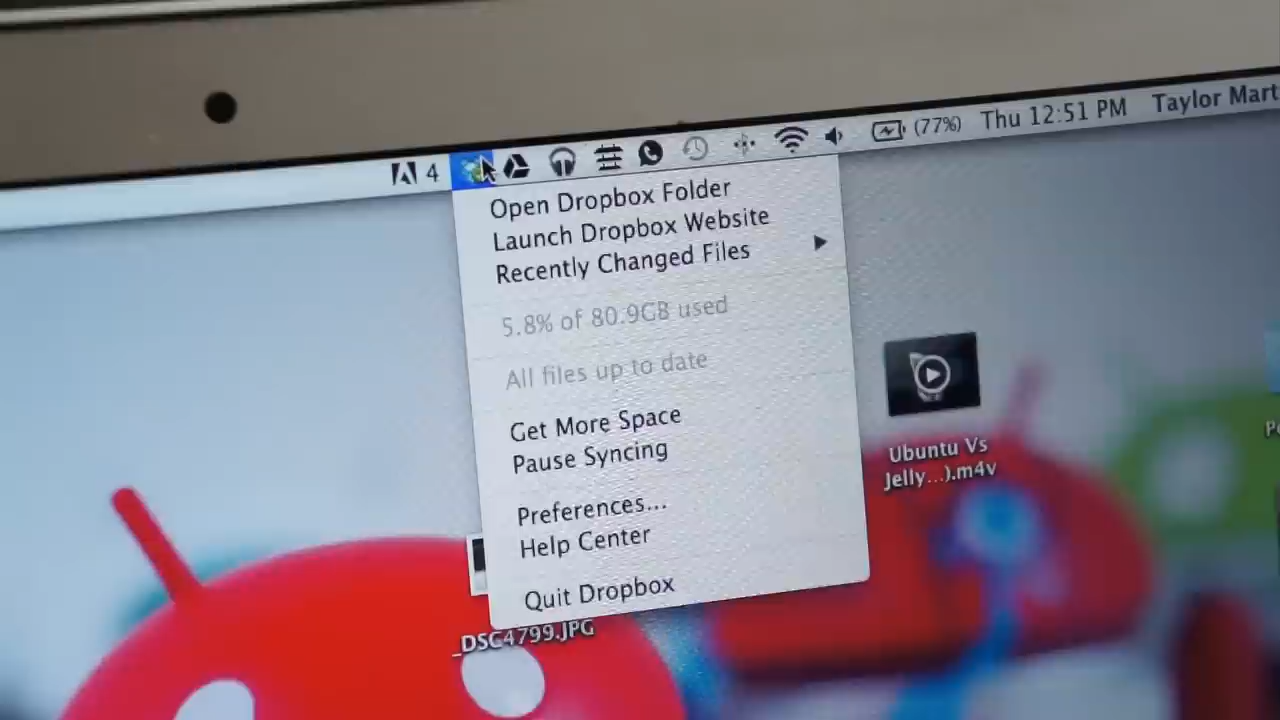 4
(77%) Thu 12:51 PM Taylor Mart
Open Dropbox Folder
Launch Dropbox Website
Recently Changed Files
5.8% of 80.9GB used
All files up to date
Get More Space
Pause Syncing
Preferences...
Help Center
Quit Dropbox
Ubuntu Vs
Jelly...).m4v
_DSC4799.JPG